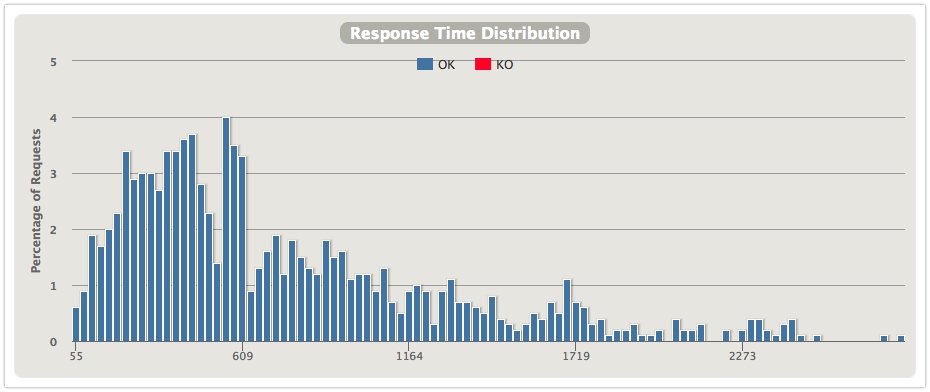 Response Time Distribution
OK KO
Percentage of Requests
5
4
3
2
1
0
55 609 1164 1719 2273